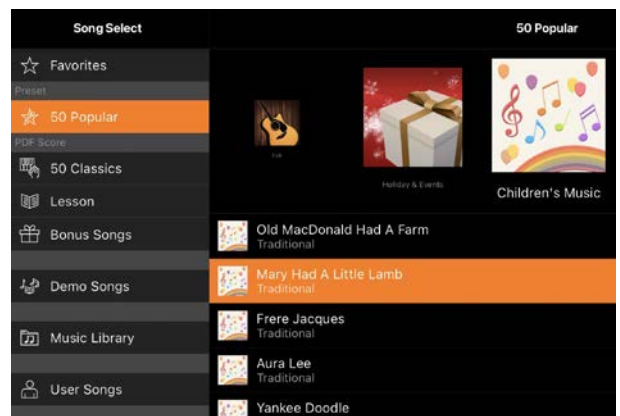 Song Select
Favorites
Preset
50 Popular
PDF Score
50 Classics
Lesson
Bonus Songs
Demo Songs
Music Library
User Songs
50 Popular
Folk
Holiday & Events
Children's Music
Old MacDonald Had A Farm
Traditional
Mary Had A Little Lamb
Traditional
Frere Jacques
Traditional
Aura Lee
Traditional
Yankee Doodle